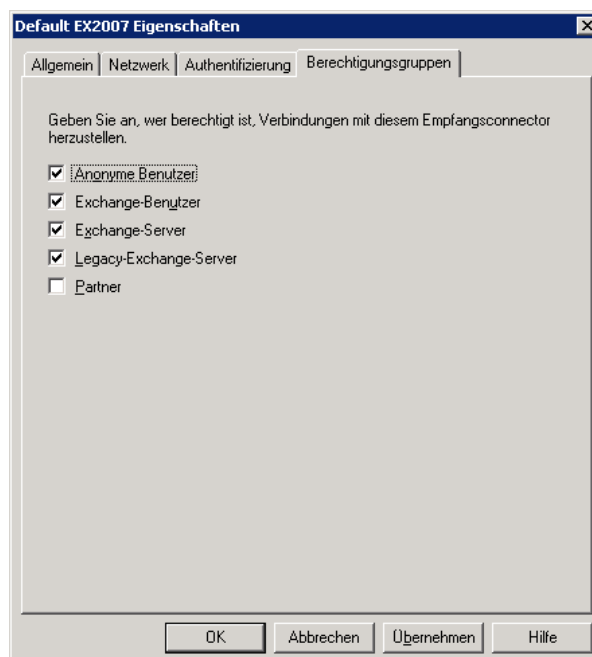 Default EX2007 Eigenschaften
Allgemein Netzwerk Authentifizierung Berechtigungsgruppen
Geben Sie an, wer berechtigt ist, Verbindungen mit diesem Empfangsconnector
herzustellen.
Anonyme Benutzer
Exchange-Benutzer
Exchange-Server
Legacy-Exchange-Server
Partner
OK Abbrechen Übernehmen Hilfe